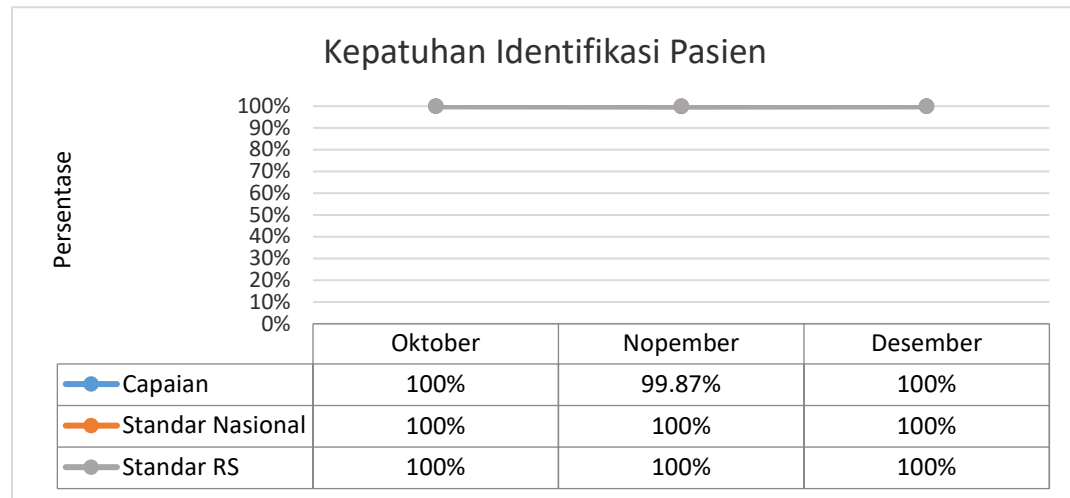 Kepatuhan Identifikasi Pasien
Persentase
100%
90%
80%
70%
60%
50%
40%
30%
20%
10%
0%
Oktober Nopember Desember
Capaian 100% 99.87% 100%
Standar Nasional 100% 100% 100%
Standar RS 100% 100% 100%